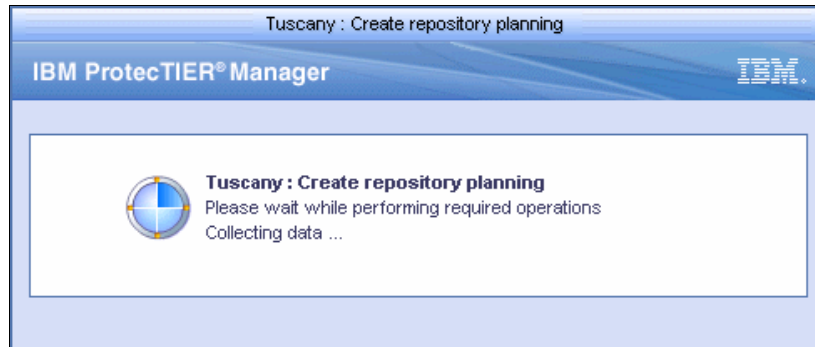 Tuscany : Create repository planning
IBM ProtecTIER® Manager
IBM.
Tuscany : Create repository planning
Please wait while performing required operations
Collecting data ...